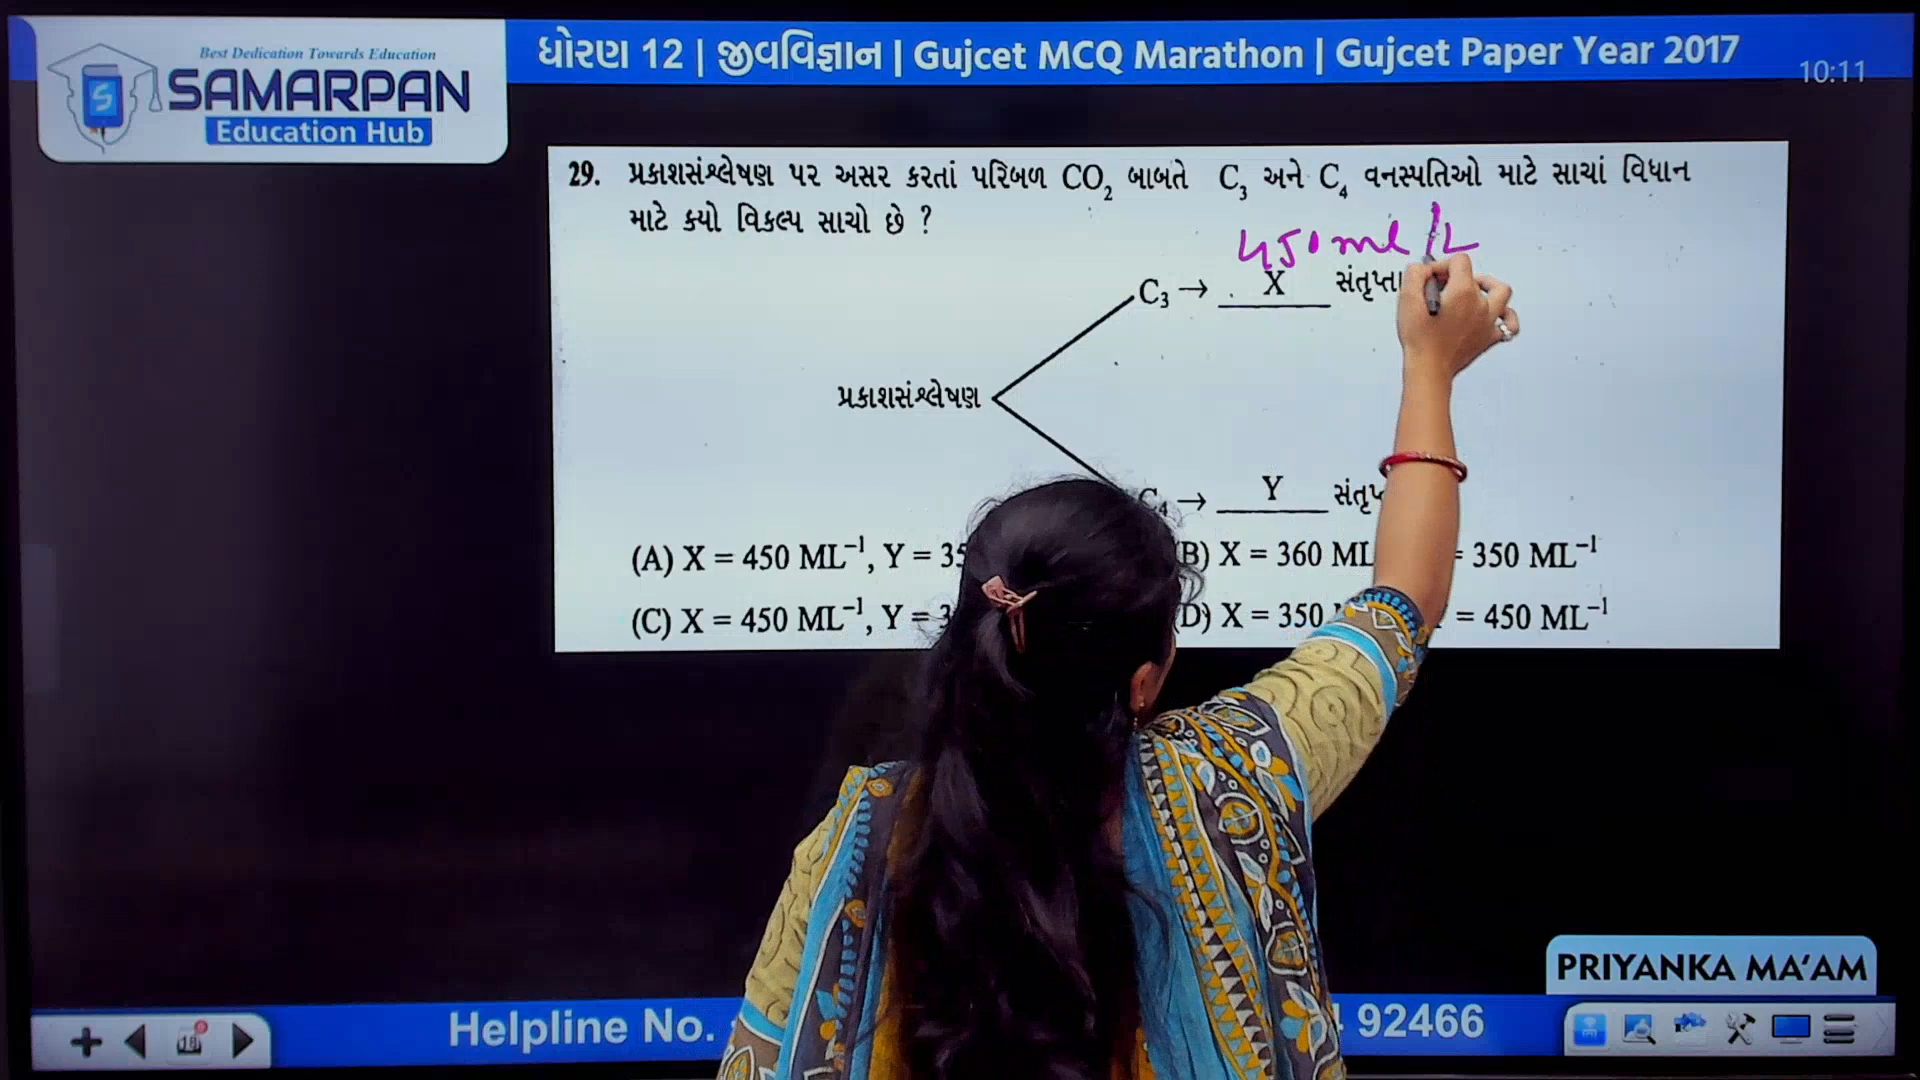 Best Dedication Towards Education
SAMARPAN
Education Hub
ધોરણ 12 | જીવવિજ્ઞાન | Gujcet MCQ Marathon | Gujcet Paper Year 2017
10:11
29. પ્રકાશસંશ્લેષણ પર અસર કરતાં પરિબળ CO₂ બાબતે C₃ અને C₄ વનસ્પતિઓ માટે સાચાં વિધાન
માટે ક્યો વિકલ્પ સાચો છે ?
450 ml/L
C₃ → X
પ્રકાશસંશ્લેષણ
C₄ → Y
(A) X = 450 ML⁻¹, Y = 35 (B) X = 360 ML = 350 ML⁻¹
(C) X = 450 ML⁻¹, Y = 3 (D) X = 350 = 450 ML⁻¹
PRIYANKA MA'AM
Helpline No. 92466
18